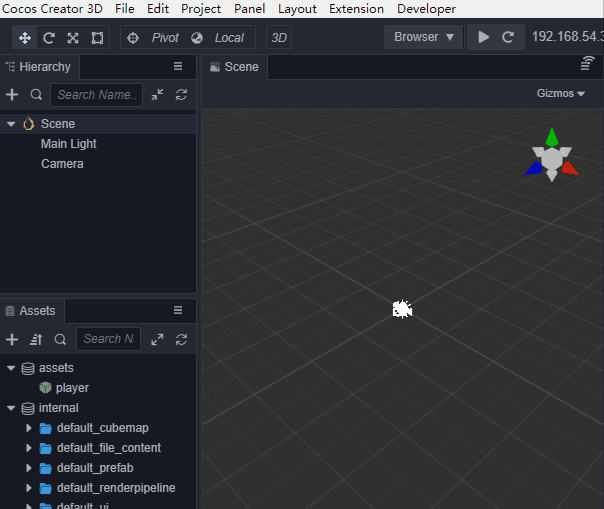 Cocos Creator 3D File Edit Project Panel Layout Extension Developer
Pivot Local 3D Browser 192.168.54.3
Hierarchy
Search Name..
Scene
Main Light
Camera
Scene
Gizmos
Assets
Search N
assets
player
internal
default_cubemap
default_file_content
default_prefab
default_renderpipeline
default_ui